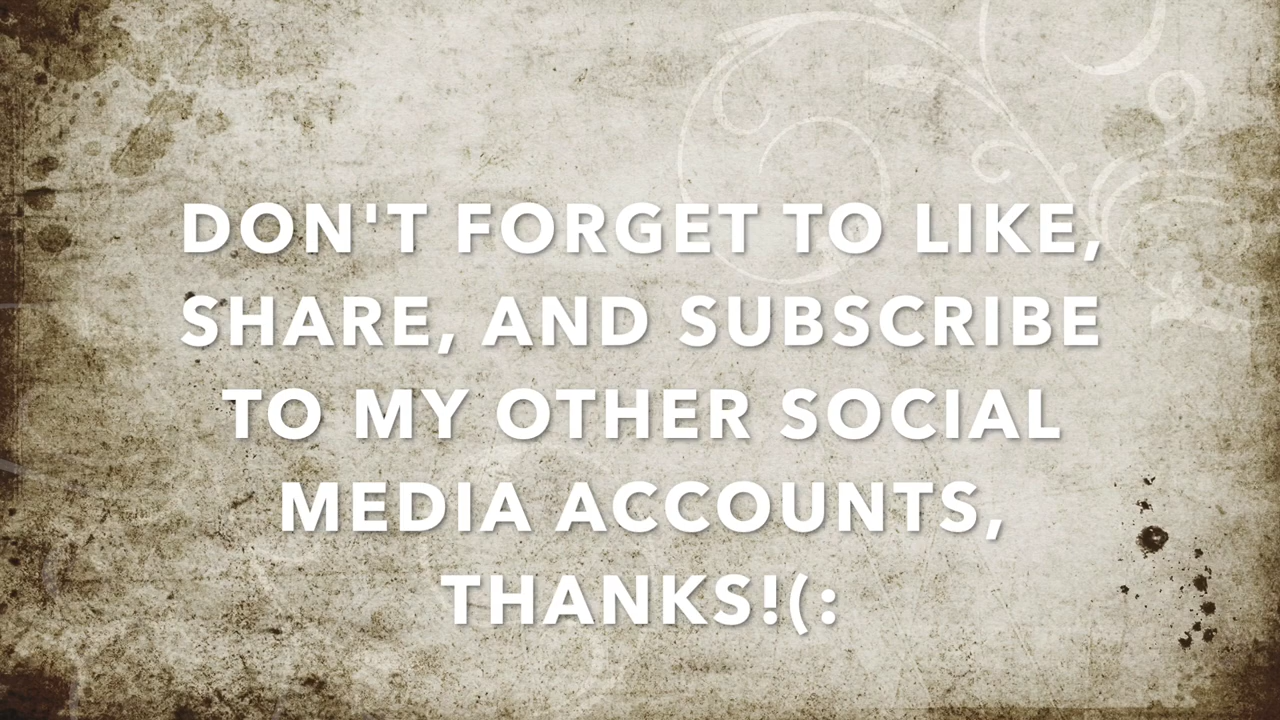 DON'T FORGET TO LIKE,
SHARE, AND SUBSCRIBE
TO MY OTHER SOCIAL
MEDIA ACCOUNTS,
THANKS!(: